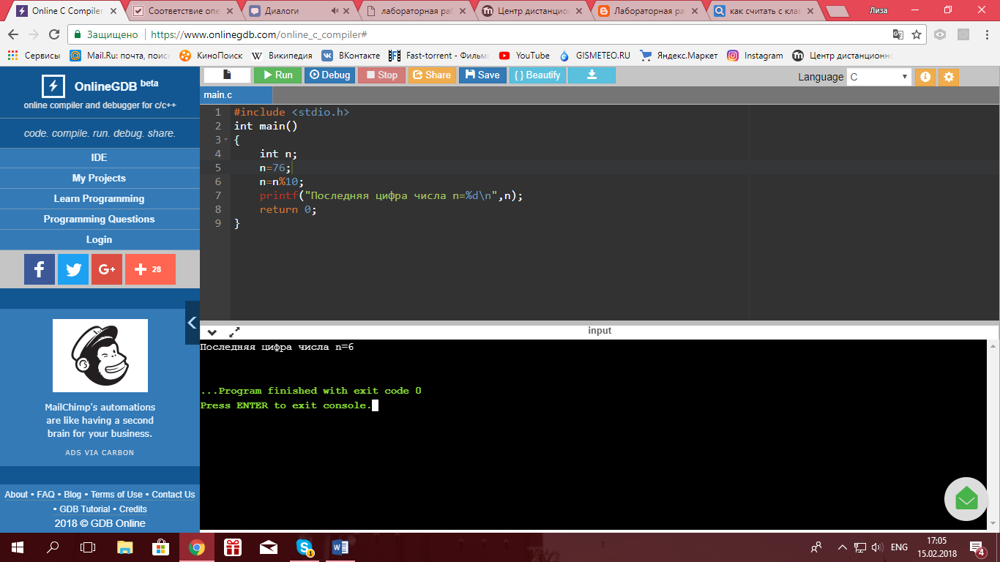 Online C Compiler
Соответствие опе
Диалоги
лабораторная раб
Центр дистанцион
Лабораторная ра
как считать с клав
Лиза
Защищено
https://www.onlinegdb.com/online_c_compiler#
Сервисы
Mail.Ru: почта, поиск
КиноПоиск
Википедия
ВКонтакте
Fast-torrent - Фильмы
YouTube
GISMETEO.RU
Яндекс.Маркет
Instagram
Центр дистанционн
OnlineGDB beta
online compiler and debugger for c/c++
code. compile. run. debug. share.
IDE
My Projects
Learn Programming
Programming Questions
Login
28
MailChimp's automations
are like having a second
brain for your business.
ADS VIA CARBON
About • FAQ • Blog • Terms of Use • Contact Us
• GDB Tutorial • Credits
2018 © GDB Online
Run
Debug
Stop
Share
Save
{ } Beautify
Language C
main.c
1 #include <stdio.h>
2 int main()
3 {
4 int n;
5 n=76;
6 n=n%10;
7 printf("Последняя цифра числа n=%d\n",n);
8 return 0;
9 }
input
Последняя цифра числа n=6
...Program finished with exit code 0
Press ENTER to exit console.
ENG
17:05
15.02.2018
4